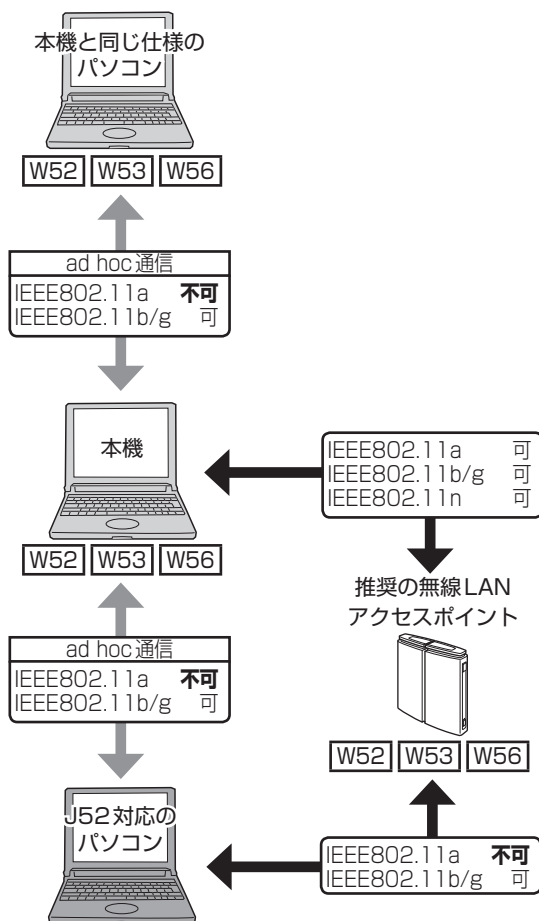 本機と同じ仕様の
パソコン
W52 W53 W56
ad hoc通信
IEEE802.11a 不可
IEEE802.11b/g 可
本機
W52 W53 W56
IEEE802.11a 可
IEEE802.11b/g 可
IEEE802.11n 可
推奨の無線LAN
アクセスポイント
W52 W53 W56
ad hoc通信
IEEE802.11a 不可
IEEE802.11b/g 可
J52対応の
パソコン
IEEE802.11a 不可
IEEE802.11b/g 可